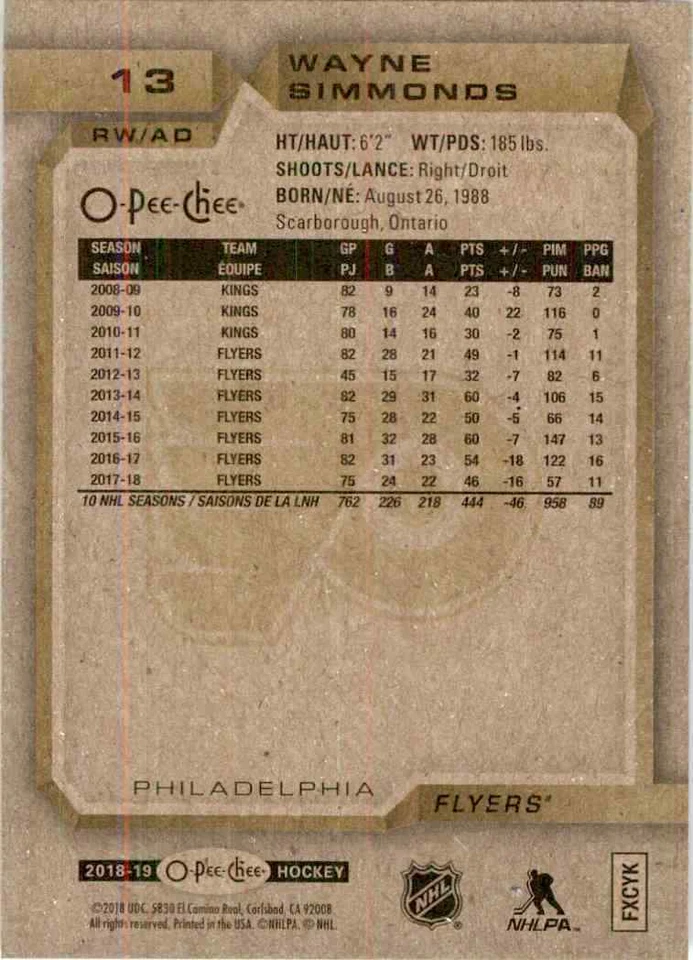 13
WAYNE
SIMMONDS
RW/AD
HT/HAUT: 6'2" WT/PDS: 185 lbs.
SHOOTS/LANCE: Right/Droit
BORN/NÉ: August 26, 1988
Scarborough, Ontario
O-Pee-Chee
SEASON TEAM GP G A PTS +/- PIM PPG
SAISON ÉQUIPE PJ B A PTS +/- PUN BAN
2008-09 KINGS 82 9 14 23 -8 73 2
2009-10 KINGS 78 16 24 40 22 116 0
2010-11 KINGS 80 14 16 30 -2 75 1
2011-12 FLYERS 82 28 21 49 -1 114 11
2012-13 FLYERS 45 15 17 32 -7 82 6
2013-14 FLYERS 82 29 31 60 -4 106 15
2014-15 FLYERS 75 28 22 50 -5 66 14
2015-16 FLYERS 81 32 28 60 -7 147 13
2016-17 FLYERS 82 31 23 54 -18 122 16
2017-18 FLYERS 75 24 22 46 -16 57 11
10 NHL SEASONS / SAISONS DE LA LNH 762 226 218 444 -46 958 89
PHILADELPHIA
FLYERS
2018-19 O-Pee-Chee HOCKEY
©2018 UDC. 5830 El Camino Real, Carlsbad, CA 92008.
All rights reserved. Printed in the USA. ©NHLPA. © NHL.
NHL
NHLPA
FXCYK